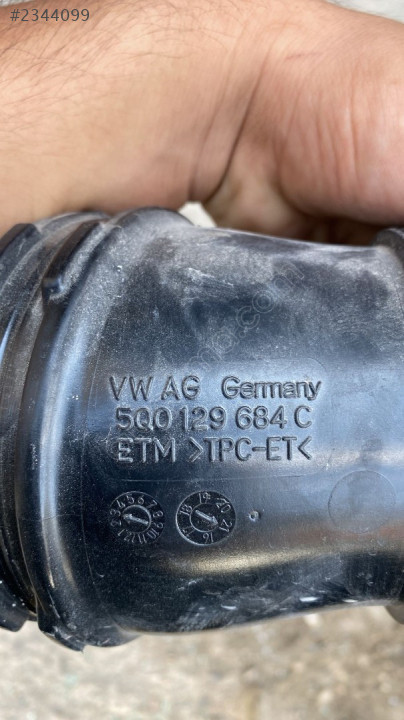 #2344099
VW AG Germany
5Q0 129 684 C
ETM >TPC-ET<